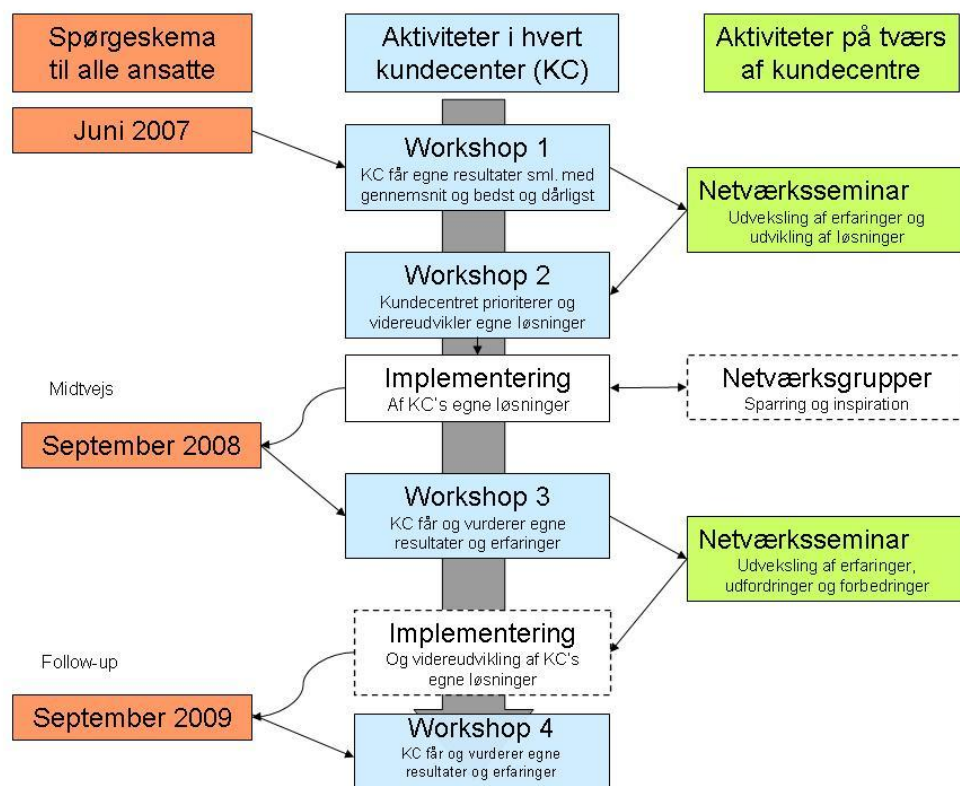 Spørgeskema
til alle ansatte
Aktiviteter i hvert
kundecenter (KC)
Aktiviteter på tværs
af kundecentre
Juni 2007
Workshop 1
KC får egne resultater sml. med
gennemsnit og bedst og dårligst
Netværksseminar
Udveksling af erfaringer og
udvikling af løsninger
Workshop 2
Kundecentret prioriterer og
videreudvikler egne løsninger
Implementering
Af KC's egne løsninger
Netværksgrupper
Sparring og inspiration
Midtvejs
September 2008
Workshop 3
KC får og vurderer egne
resultater og erfaringer
Netværksseminar
Udveksling af erfaringer,
udfordringer og forbedringer
Implementering
Og videreudvikling af KC's
egne løsninger
Follow-up
September 2009
Workshop 4
KC får og vurderer egne
resultater og erfaringer